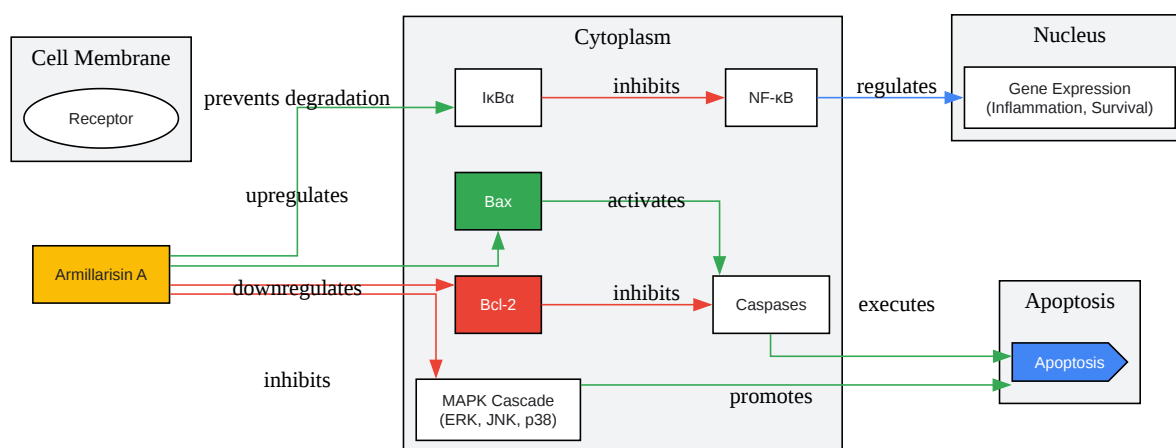 Cell Membrane
Receptor
Cytoplasm
Nucleus
prevents degradation
IκBα
inhibits
NF-κB
regulates
Gene Expression
(Inflammation, Survival)
upregulates
Bax
activates
Armillarisin A
downregulates
Bcl-2
inhibits
Caspases
executes
Apoptosis
Apoptosis
inhibits
MAPK Cascade
(ERK, JNK, p38)
promotes